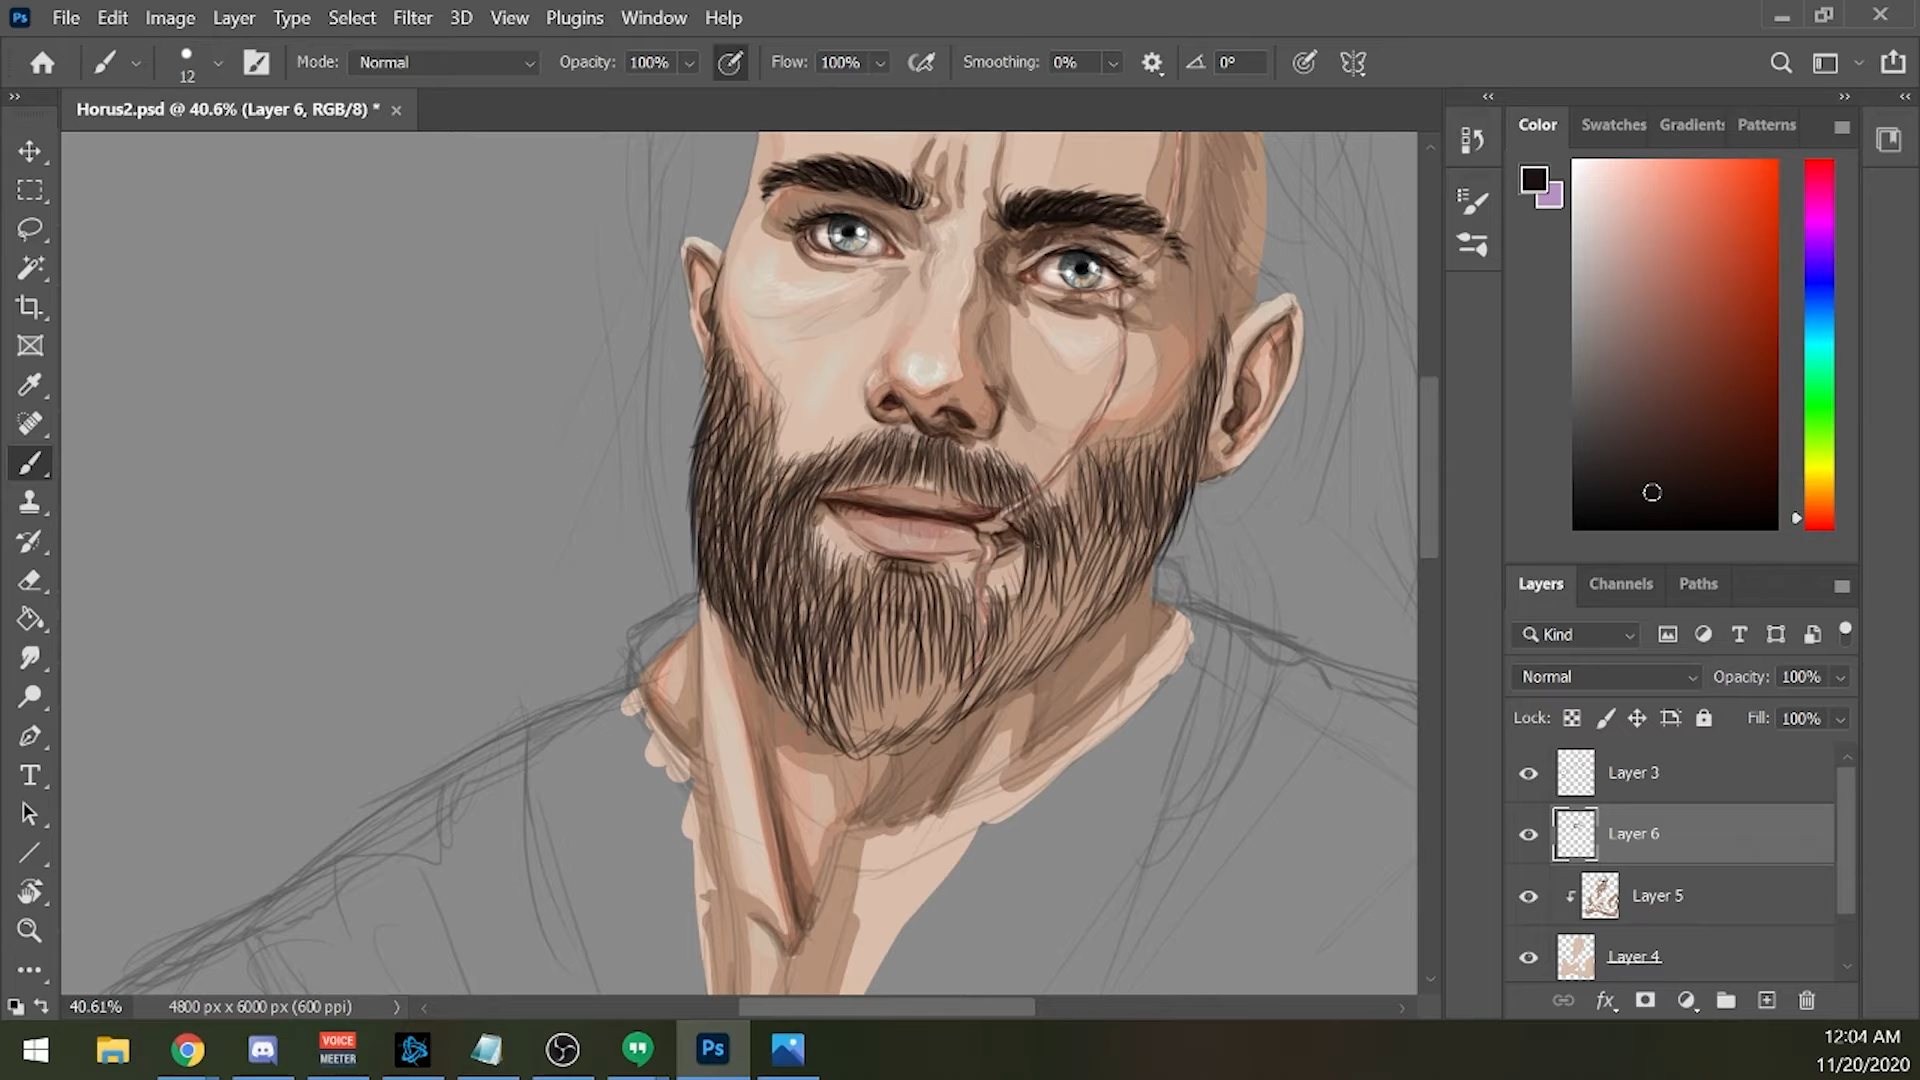 Ps File Edit Image Layer Type Select Filter 3D View Plugins Window Help
12 Mode: Normal Opacity: 100% Flow: 100% Smoothing: 0% 0°
Horus2.psd @ 40.6% (Layer 6, RGB/8) *
Color Swatches Gradients Patterns
Layers Channels Paths
Kind
Normal Opacity: 100%
Lock: Fill: 100%
Layer 3
Layer 6
Layer 5
Layer 4
fx
40.61% 4800 px x 6000 px (600 ppi)
VOICE
MEETER
Ps
12:04 AM
11/20/2020